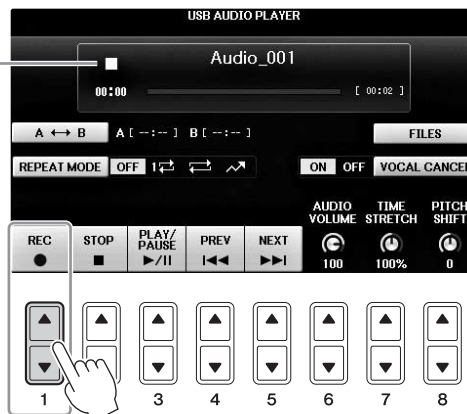 USB AUDIO PLAYER
Audio_001
00:00 [ 00:02 ]
A ↔ B A [ --:-- ] B [ --:-- ] FILES
REPEAT MODE OFF 1 ON OFF VOCAL CANCEL
AUDIO VOLUME TIME STRETCH PITCH SHIFT
REC STOP PLAY/PAUSE PREV NEXT
100 100% 0
1 3 4 5 6 7 8